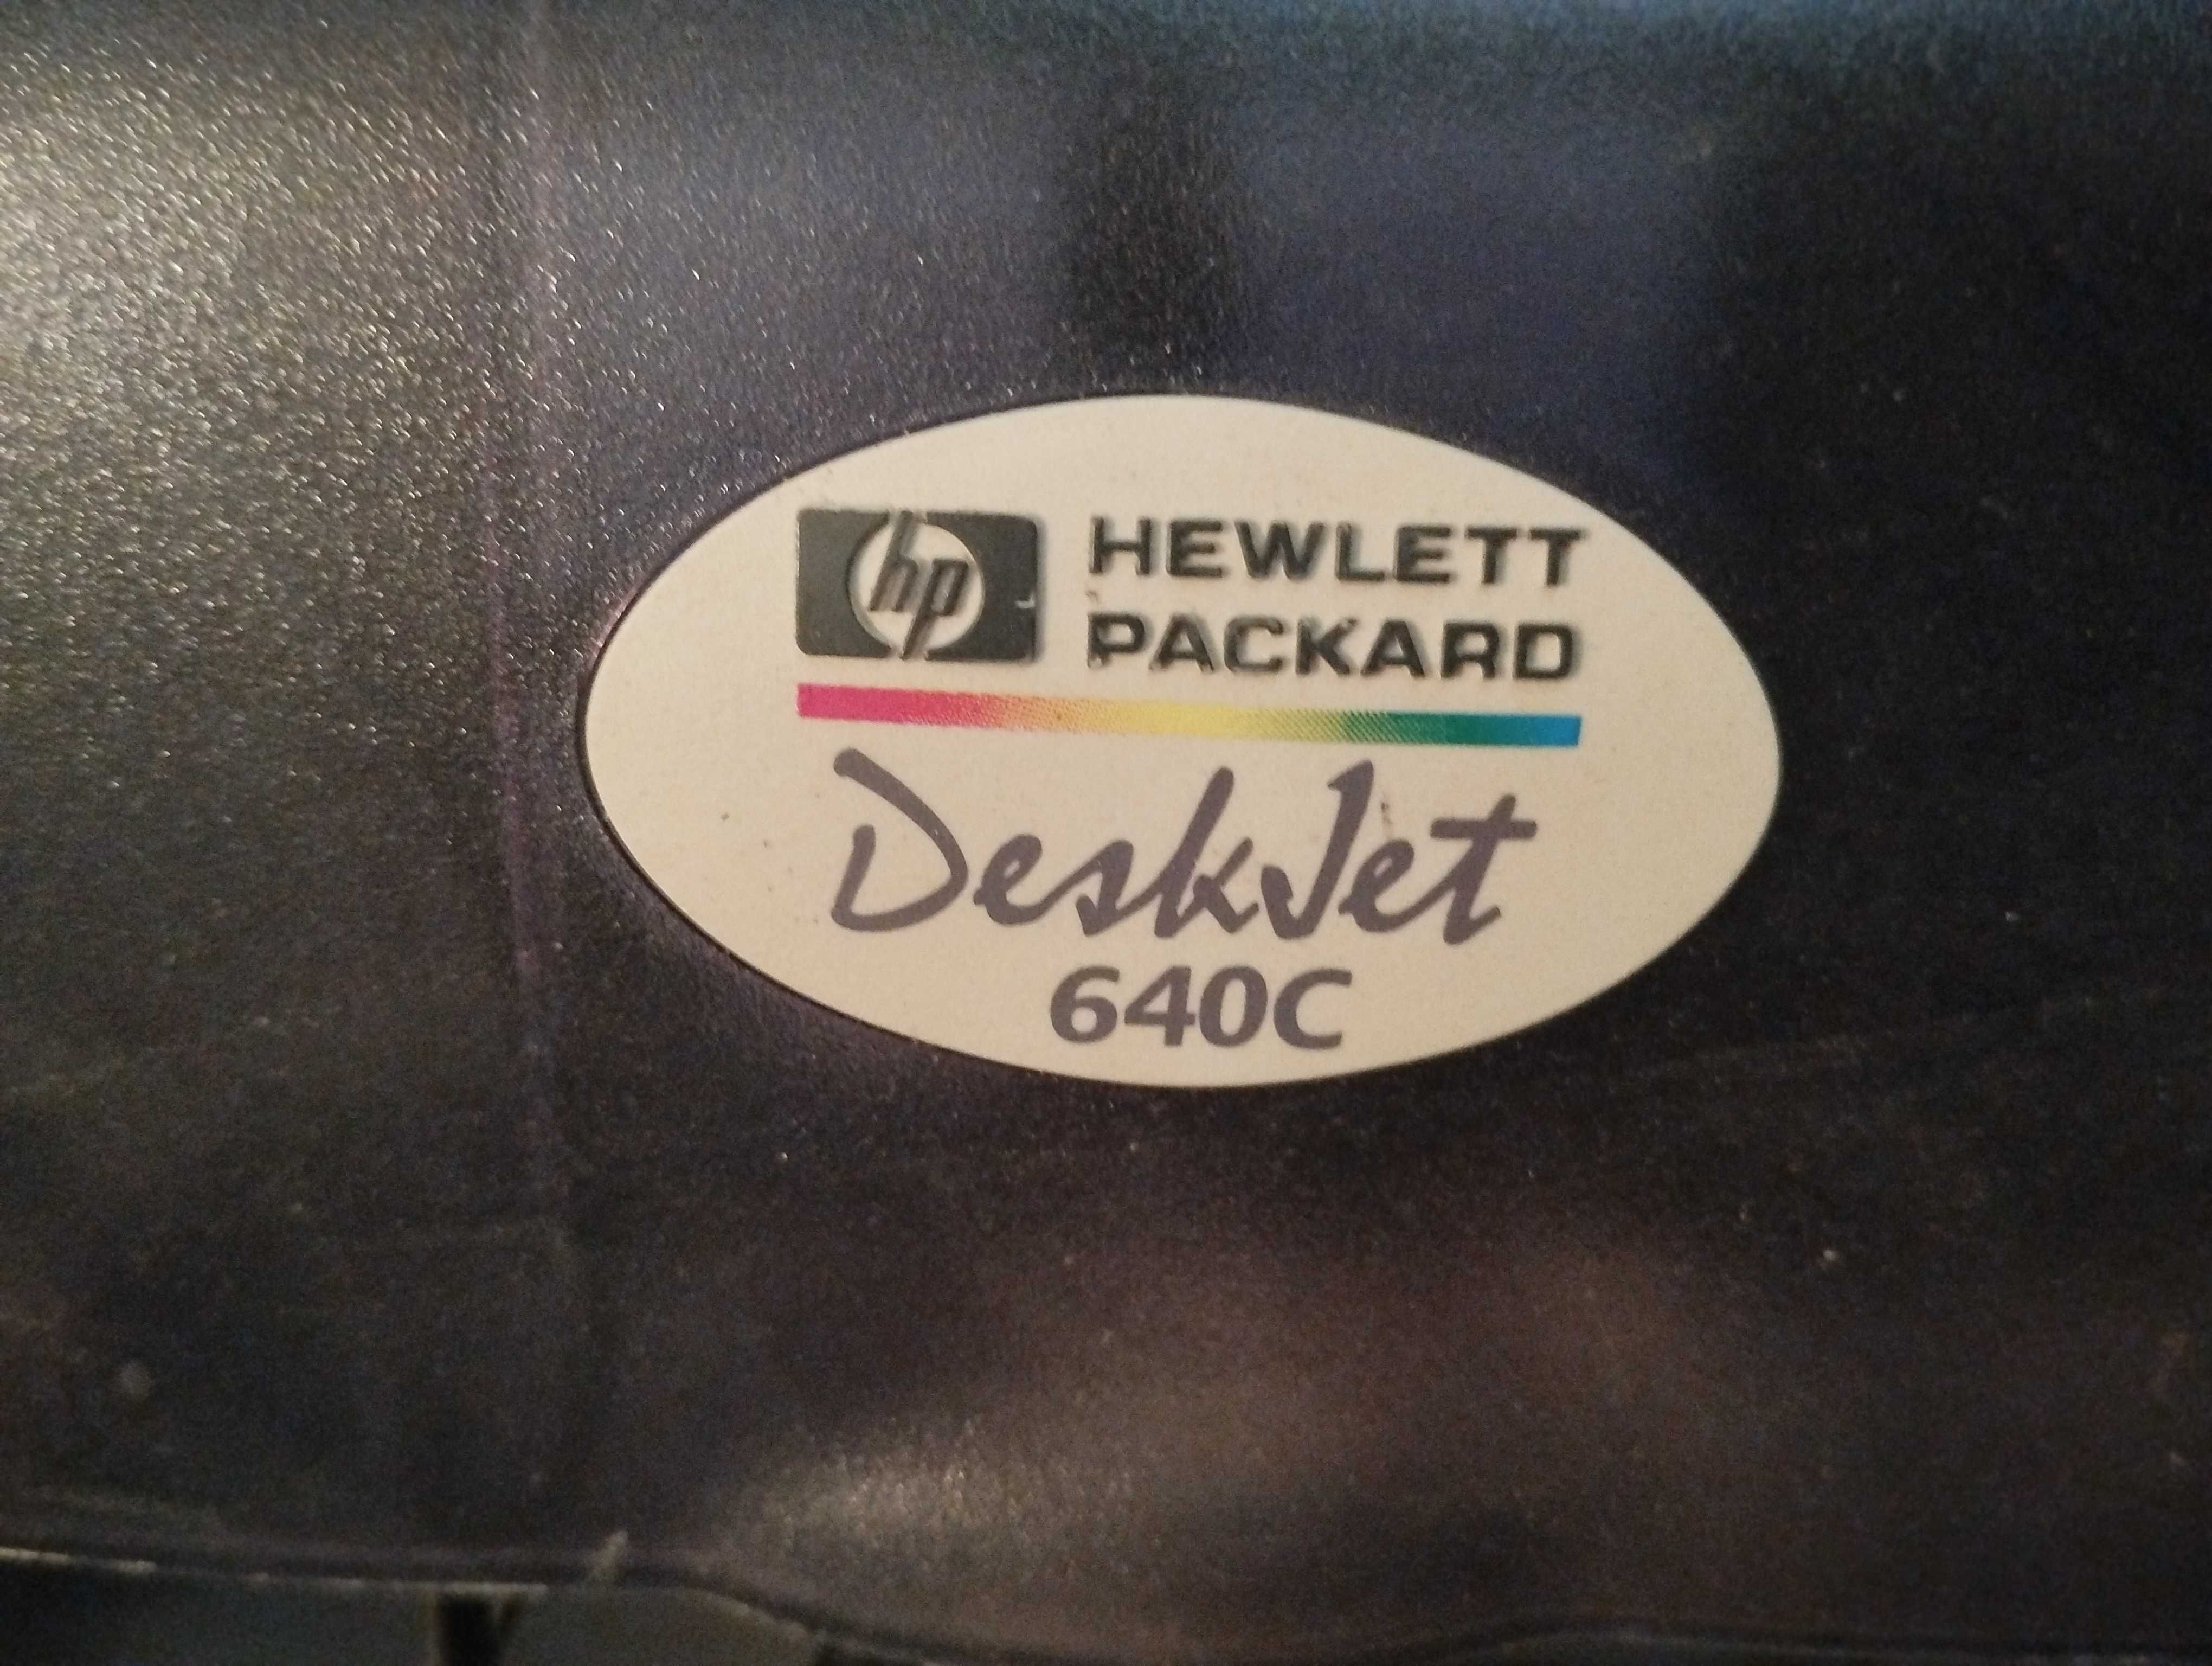 hp
HEWLETT
PACKARD
DeskJet
640C